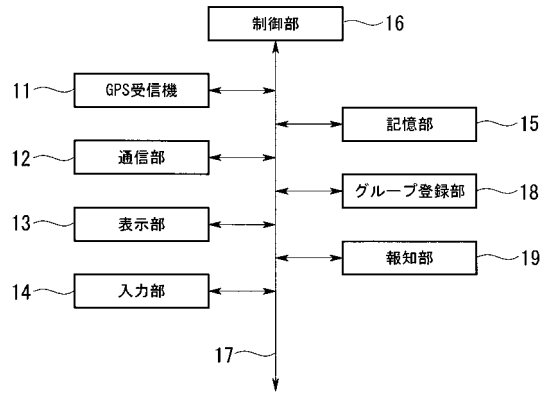 制御部 16
11 GPS受信機
記憶部 15
12 通信部
グループ登録部 18
13 表示部
報知部 19
14 入力部
17